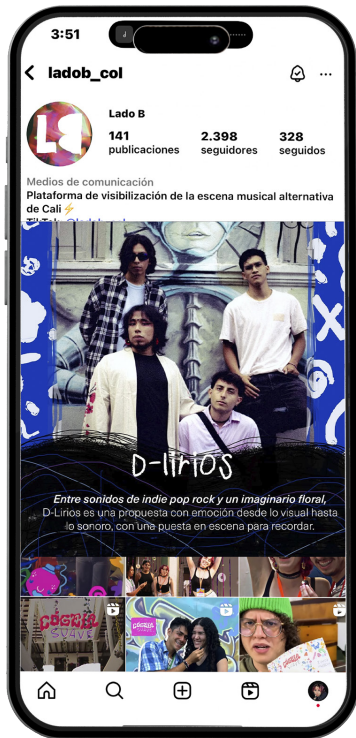 3:51
ladob_col
LB
Lado B
141 2.398 328
publicaciones seguidores seguidos
Medios de comunicación
Plataforma de visibilización de la escena musical alternativa
de Cali⚡
D-lirios
Entre sonidos de indie pop rock y un imaginario floral,
D-Lirios es una propuesta con emoción desde lo visual hasta
lo sonoro, con una puesta en escena para recordar.